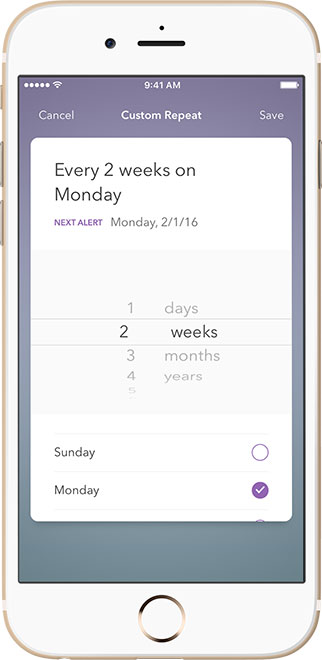 9:41 AM
Cancel Custom Repeat Save
Every 2 weeks on
Monday
NEXT ALERT Monday, 2/1/16
1 days
2 weeks
3 months
4 years
5
Sunday
Monday